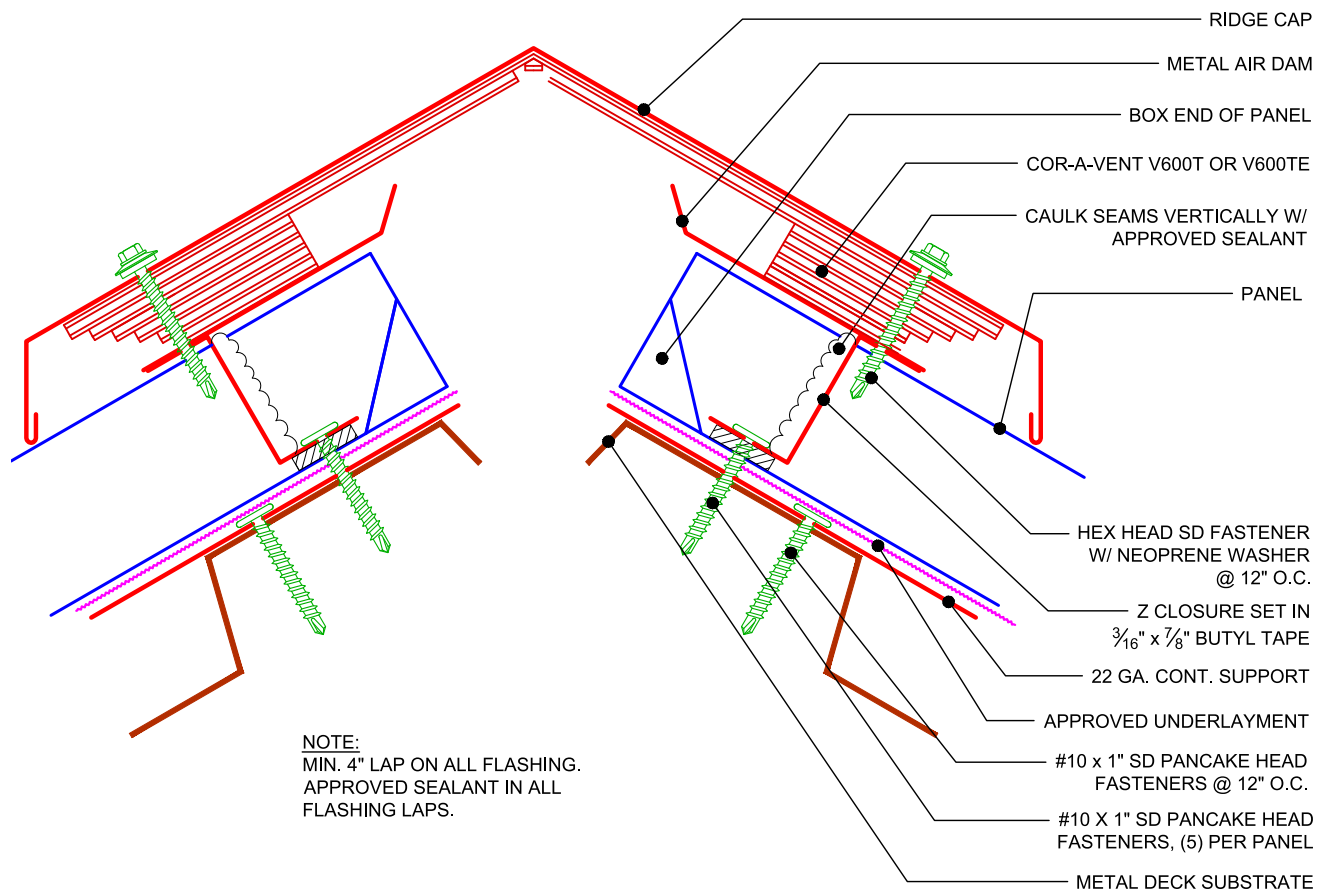 RIDGE CAP
METAL AIR DAM
BOX END OF PANEL
COR-A-VENT V600T OR V600TE
CAULK SEAMS VERTICALLY W/
APPROVED SEALANT
PANEL
HEX HEAD SD FASTENER
W/ NEOPRENE WASHER
@ 12" O.C.
Z CLOSURE SET IN
3/16" x 7/8" BUTYL TAPE
22 GA. CONT. SUPPORT
APPROVED UNDERLAYMENT
#10 x 1" SD PANCAKE HEAD
FASTENERS @ 12" O.C.
#10 X 1" SD PANCAKE HEAD
FASTENERS, (5) PER PANEL
METAL DECK SUBSTRATE
NOTE:
MIN. 4" LAP ON ALL FLASHING.
APPROVED SEALANT IN ALL
FLASHING LAPS.